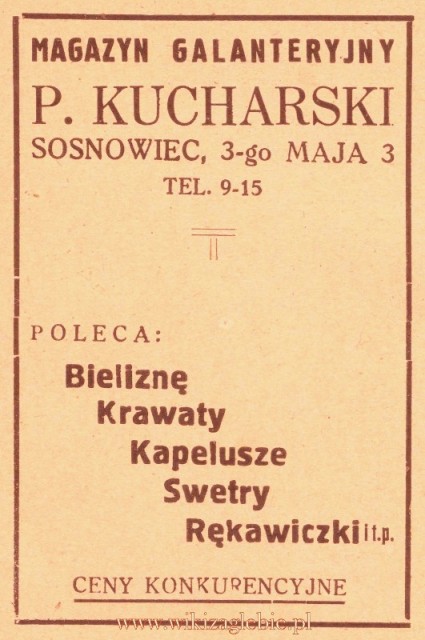 MAGAZYN GALANTERYJNY
P. KUCHARSKI
SOSNOWIEC, 3-go MAJA 3
TEL. 9-15
POLECA:
Bieliznę
Krawaty
Kapelusze
Swetry
Rękawiczki i t.p.
CENY KONKURENCYJNE
www.wikizaglebie.pl